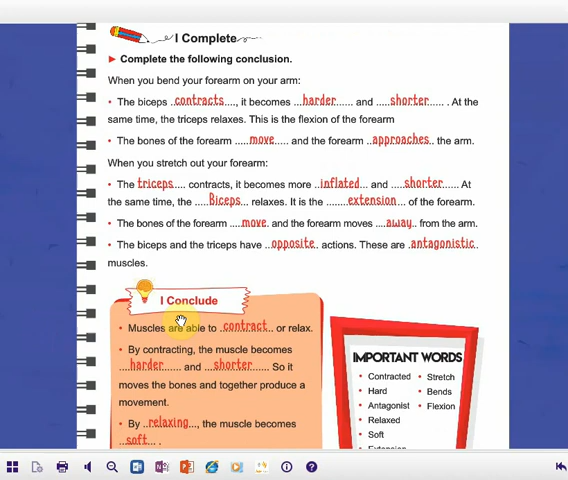 I Complete
► Complete the following conclusion.
When you bend your forearm on your arm:
• The biceps ..contracts...., it becomes ...harder...... and .....shorter...... . At the
same time, the triceps relaxes. This is the flexion of the forearm
• The bones of the forearm .....move..... and the forearm ..approaches.. the arm.
When you stretch out your forearm:
• The triceps.... contracts, it becomes more ..inflated... and .....shorter.... At
the same time, the .....Biceps... relaxes. It is the ........extension... of the forearm.
• The bones of the forearm ....move. and the forearm moves ....away.. from the arm.
• The biceps and the triceps have ..opposite.. actions. These are .antagonistic.
muscles.
I Conclude
• Muscles are able to ..contract... or relax.
• By contracting, the muscle becomes
....harder...... and ...shorter...... So it
moves the bones and together produce a
movement.
• By ..relaxing..., the muscle becomes
..soft... .
IMPORTANT WORDS
• Contracted • Stretch
• Hard • Bends
• Antagonist • Flexion
• Relaxed
• Soft